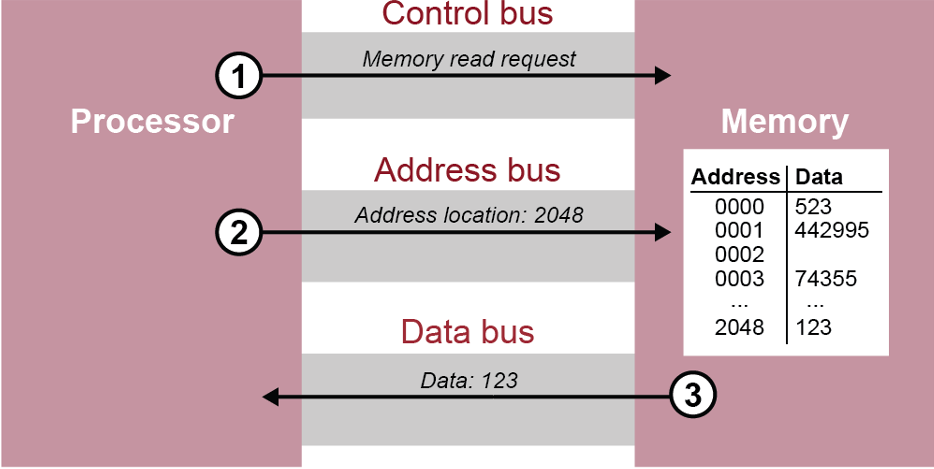 Control bus
1
Memory read request
Processor
Memory
Address bus
2
Address location: 2048
Address Data
0000 523
0001 442995
0002
0003 74355
... ...
2048 123
Data bus
Data: 123
3